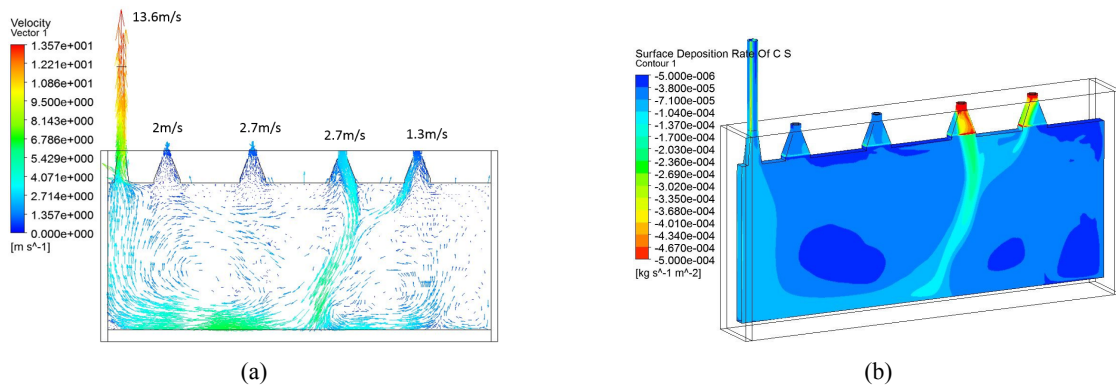 Velocity
Vector 1
1.357e+001
1.221e+001
1.086e+001
9.500e+000
8.143e+000
6.786e+000
5.429e+000
4.071e+000
2.714e+000
1.357e+000
0.000e+000
[m s^-1]
13.6m/s
2m/s
2.7m/s
2.7m/s
1.3m/s
(a)
Surface Deposition Rate Of C S
Contour 1
-5.000e-006
-3.800e-005
-7.100e-005
-1.040e-004
-1.370e-004
-1.700e-004
-2.030e-004
-2.360e-004
-2.690e-004
-3.020e-004
-3.350e-004
-3.680e-004
-4.010e-004
-4.340e-004
-4.670e-004
-5.000e-004
[kg s^-1 m^-2]
(b)